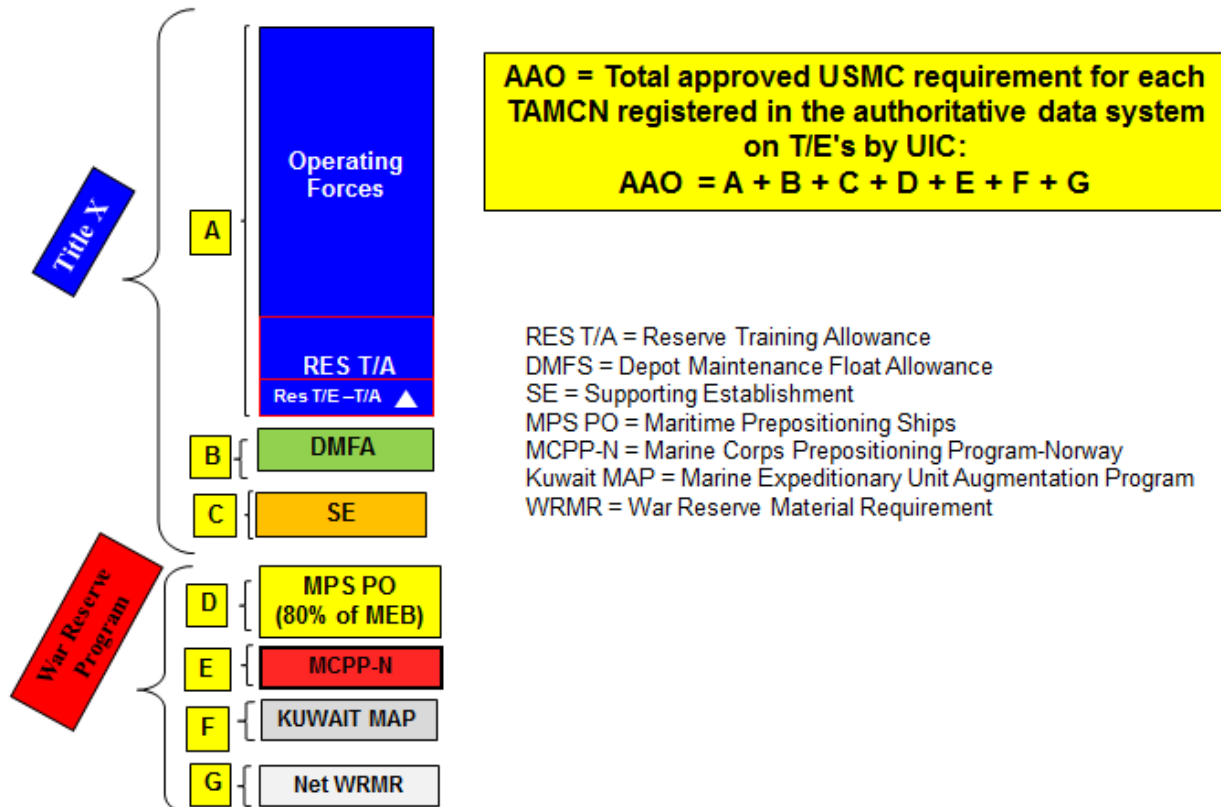 AAO = Total approved USMC requirement for each
TAMCN registered in the authoritative data system
on T/E's by UIC:
AAO = A + B + C + D + E + F + G
Title X
A
Operating
Forces
RES T/A
Res T/E –T/A
B
DMFA
C
SE
RES T/A = Reserve Training Allowance
DMFS = Depot Maintenance Float Allowance
SE = Supporting Establishment
MPS PO = Maritime Prepositioning Ships
MCPP-N = Marine Corps Prepositioning Program-Norway
Kuwait MAP = Marine Expeditionary Unit Augmentation Program
WRMR = War Reserve Material Requirement
War Reserve
Program
D
MPS PO
(80% of MEB)
E
MCPP-N
F
KUWAIT MAP
G
Net WRMR